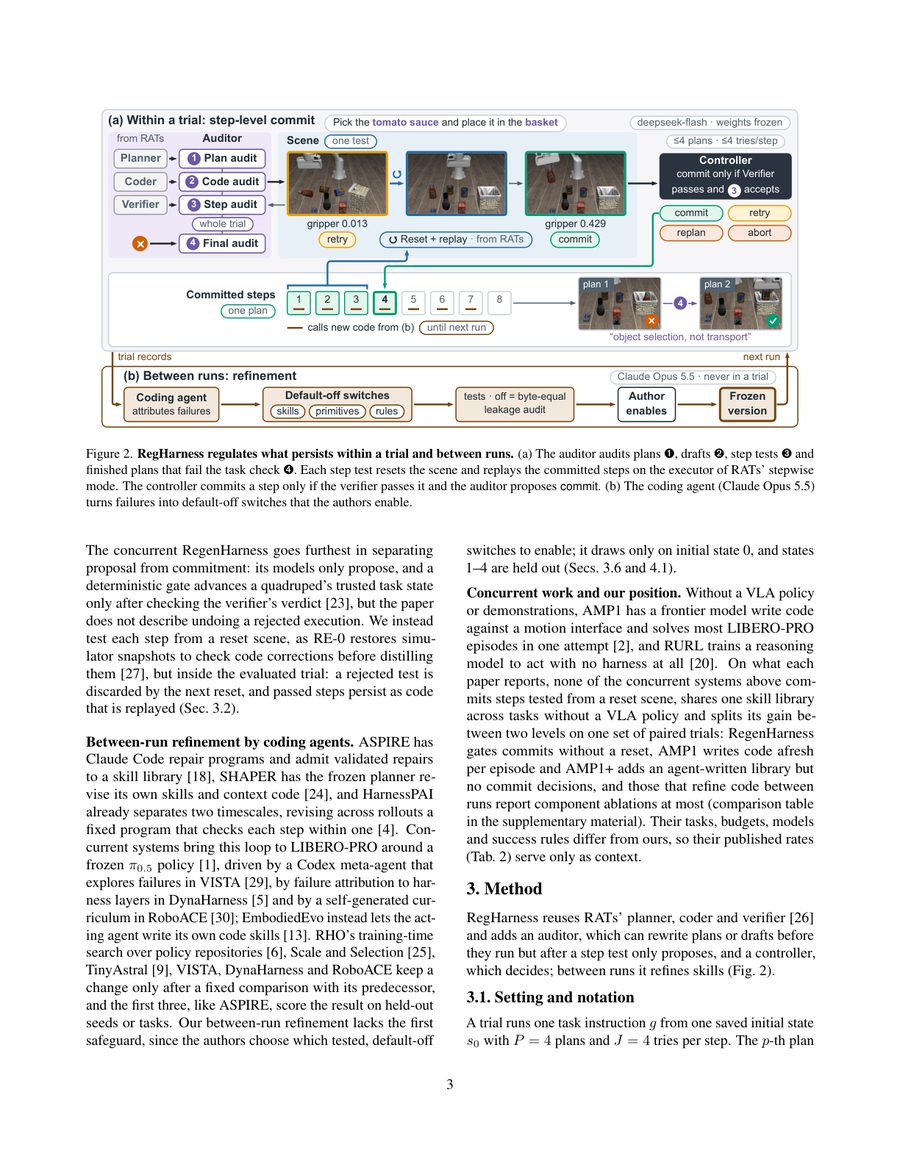 (a) Within a trial: step-level commit
Pick the tomato sauce and place it in the basket
deepseek-flash · weights frozen
from RATs
Auditor
Scene
one test
≤4 plans · ≤4 tries/step
Planner
1 Plan audit
Coder
2 Code audit
Verifier
3 Step audit
whole trial
4 Final audit
gripper 0.013
retry
Reset + replay · from RATs
gripper 0.429
commit
Controller
commit only if Verifier
passes and 3 accepts
commit
retry
replan
abort
Committed steps
one plan
1 2 3 4 5 6 7 8
calls new code from (b)
until next run
plan 1
4
plan 2
“object selection, not transport”
trial records
next run
(b) Between runs: refinement
Claude Opus 5.5 · never in a trial
Coding agent
attributes failures
Default-off switches
skills
primitives
rules
tests · off = byte-equal
leakage audit
Author
enables
Frozen
version
Figure 2. RegHarness regulates what persists within a trial and between runs. (a) The auditor audits plans ❶, drafts ❷, step tests ❸ and
finished plans that fail the task check ❹. Each step test resets the scene and replays the committed steps on the executor of RATs’ stepwise
mode. The controller commits a step only if the verifier passes it and the auditor proposes commit. (b) The coding agent (Claude Opus 5.5)
turns failures into default-off switches that the authors enable.
The concurrent RegenHarness goes furthest in separating
proposal from commitment: its models only propose, and a
deterministic gate advances a quadruped’s trusted task state
only after checking the verifier’s verdict [23], but the paper
does not describe undoing a rejected execution. We instead
test each step from a reset scene, as RE-0 restores simu-
lator snapshots to check code corrections before distilling
them [27], but inside the evaluated trial: a rejected test is
discarded by the next reset, and passed steps persist as code
that is replayed (Sec. 3.2).
Between-run refinement by coding agents. ASPIRE has
Claude Code repair programs and admit validated repairs
to a skill library [18], SHAPER has the frozen planner re-
vise its own skills and context code [24], and HarnessPAI
already separates two timescales, revising across rollouts a
fixed program that checks each step within one [4]. Con-
current systems bring this loop to LIBERO-PRO around a
frozen π0.5 policy [1], driven by a Codex meta-agent that
explores failures in VISTA [29], by failure attribution to har-
ness layers in DynaHarness [5] and by a self-generated cur-
riculum in RoboACE [30]; EmbodiedEvo instead lets the act-
ing agent write its own code skills [13]. RHO’s training-time
search over policy repositories [6], Scale and Selection [25],
TinyAstral [9], VISTA, DynaHarness and RoboACE keep a
change only after a fixed comparison with its predecessor,
and the first three, like ASPIRE, score the result on held-out
seeds or tasks. Our between-run refinement lacks the first
safeguard, since the authors choose which tested, default-off
switches to enable; it draws only on initial state 0, and states
1–4 are held out (Secs. 3.6 and 4.1).
Concurrent work and our position. Without a VLA policy
or demonstrations, AMP1 has a frontier model write code
against a motion interface and solves most LIBERO-PRO
episodes in one attempt [2], and RURL trains a reasoning
model to act with no harness at all [20]. On what each
paper reports, none of the concurrent systems above com-
mits steps tested from a reset scene, shares one skill library
across tasks without a VLA policy and splits its gain be-
tween two levels on one set of paired trials: RegenHarness
gates commits without a reset, AMP1 writes code afresh
per episode and AMP1+ adds an agent-written library but
no commit decisions, and those that refine code between
runs report component ablations at most (comparison table
in the supplementary material). Their tasks, budgets, models
and success rules differ from ours, so their published rates
(Tab. 2) serve only as context.
3. Method
RegHarness reuses RATs’ planner, coder and verifier [26]
and adds an auditor, which can rewrite plans or drafts before
they run but after a step test only proposes, and a controller,
which decides; between runs it refines skills (Fig. 2).
3.1. Setting and notation
A trial runs one task instruction g from one saved initial state
s0 with P = 4 plans and J = 4 tries per step. The p-th plan
3